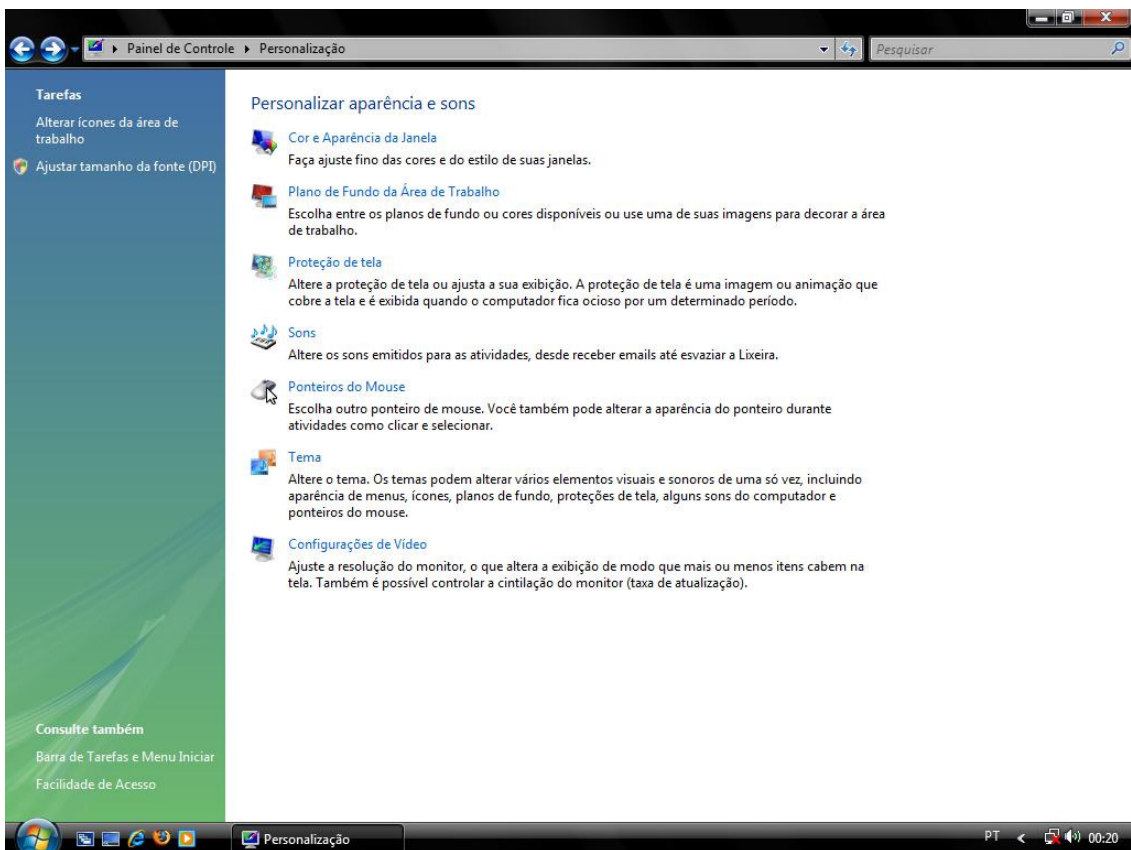 Painel de Controle ▸ Personalização
Pesquisar
Tarefas
Alterar ícones da área de
trabalho
Ajustar tamanho da fonte (DPI)
Personalizar aparência e sons
Cor e Aparência da Janela
Faça ajuste fino das cores e do estilo de suas janelas.
Plano de Fundo da Área de Trabalho
Escolha entre os planos de fundo ou cores disponíveis ou use uma de suas imagens para decorar a área
de trabalho.
Proteção de tela
Altere a proteção de tela ou ajusta a sua exibição. A proteção de tela é uma imagem ou animação que
cobre a tela e é exibida quando o computador fica ocioso por um determinado período.
Sons
Altere os sons emitidos para as atividades, desde receber emails até esvaziar a Lixeira.
Ponteiros do Mouse
Escolha outro ponteiro de mouse. Você também pode alterar a aparência do ponteiro durante
atividades como clicar e selecionar.
Tema
Altere o tema. Os temas podem alterar vários elementos visuais e sonoros de uma só vez, incluindo
aparência de menus, ícones, planos de fundo, proteções de tela, alguns sons do computador e
ponteiros do mouse.
Configurações de Vídeo
Ajuste a resolução do monitor, o que altera a exibição de modo que mais ou menos itens cabem na
tela. Também é possível controlar a cintilação do monitor (taxa de atualização).
Consulte também
Barra de Tarefas e Menu Iniciar
Facilidade de Acesso
Personalização
PT
00:20